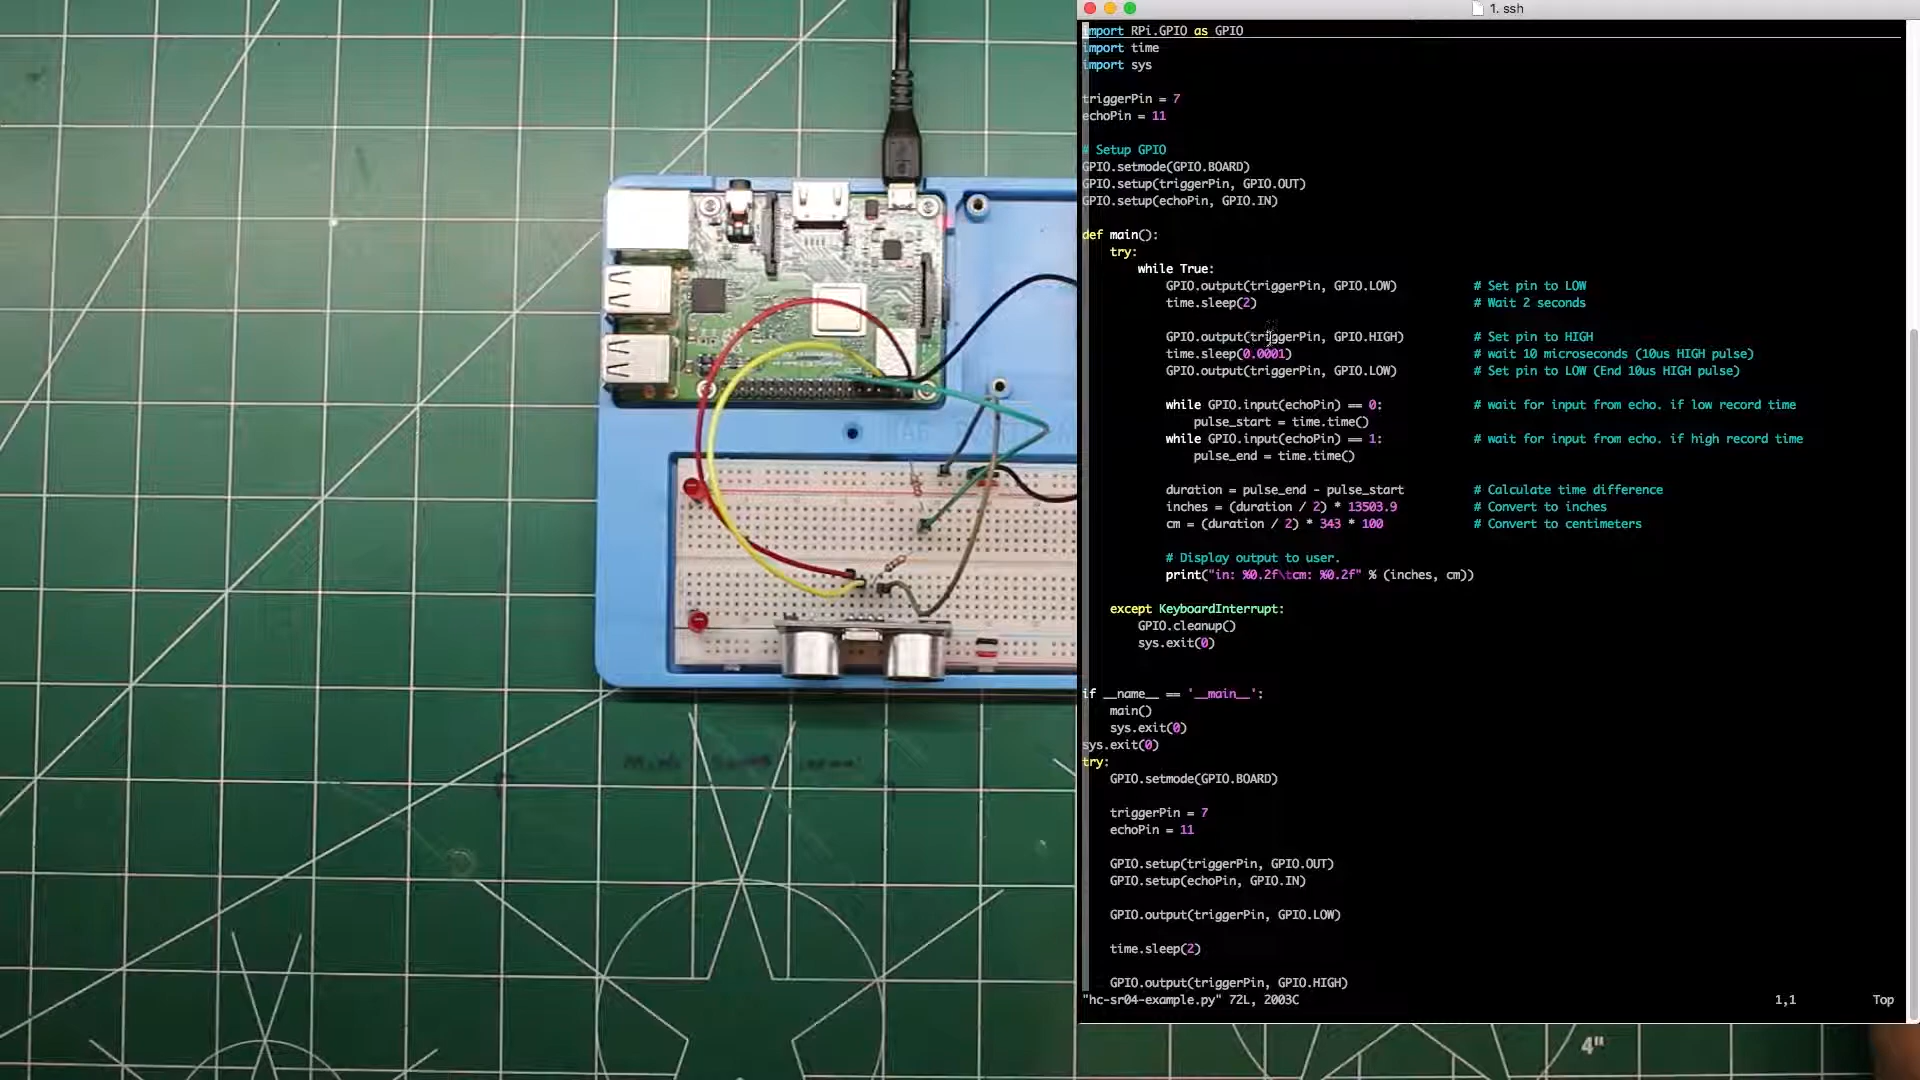 1. ssh
import RPi.GPIO as GPIO
import time
import sys
triggerPin = 7
echoPin = 11
# Setup GPIO
GPIO.setmode(GPIO.BOARD)
GPIO.setup(triggerPin, GPIO.OUT)
GPIO.setup(echoPin, GPIO.IN)
def main():
try:
while True:
GPIO.output(triggerPin, GPIO.LOW) # Set pin to LOW
time.sleep(2) # Wait 2 seconds
GPIO.output(triggerPin, GPIO.HIGH) # Set pin to HIGH
time.sleep(0.0001) # wait 10 microseconds (10us HIGH pulse)
GPIO.output(triggerPin, GPIO.LOW) # Set pin to LOW (End 10us HIGH pulse)
while GPIO.input(echoPin) == 0: # wait for input from echo. if low record time
pulse_start = time.time()
while GPIO.input(echoPin) == 1: # wait for input from echo. if high record time
pulse_end = time.time()
duration = pulse_end - pulse_start # Calculate time difference
inches = (duration / 2) * 13503.9 # Convert to inches
cm = (duration / 2) * 343 * 100 # Convert to centimeters
# Display output to user.
print("in: %0.2f\tcm: %0.2f" % (inches, cm))
except KeyboardInterrupt:
GPIO.cleanup()
sys.exit(0)
if __name__ == '__main__':
main()
sys.exit(0)
sys.exit(0)
try:
GPIO.setmode(GPIO.BOARD)
triggerPin = 7
echoPin = 11
GPIO.setup(triggerPin, GPIO.OUT)
GPIO.setup(echoPin, GPIO.IN)
GPIO.output(triggerPin, GPIO.LOW)
time.sleep(2)
GPIO.output(triggerPin, GPIO.HIGH)
"hc-sr04-example.py" 72L, 2003C 1,1 Top
4"